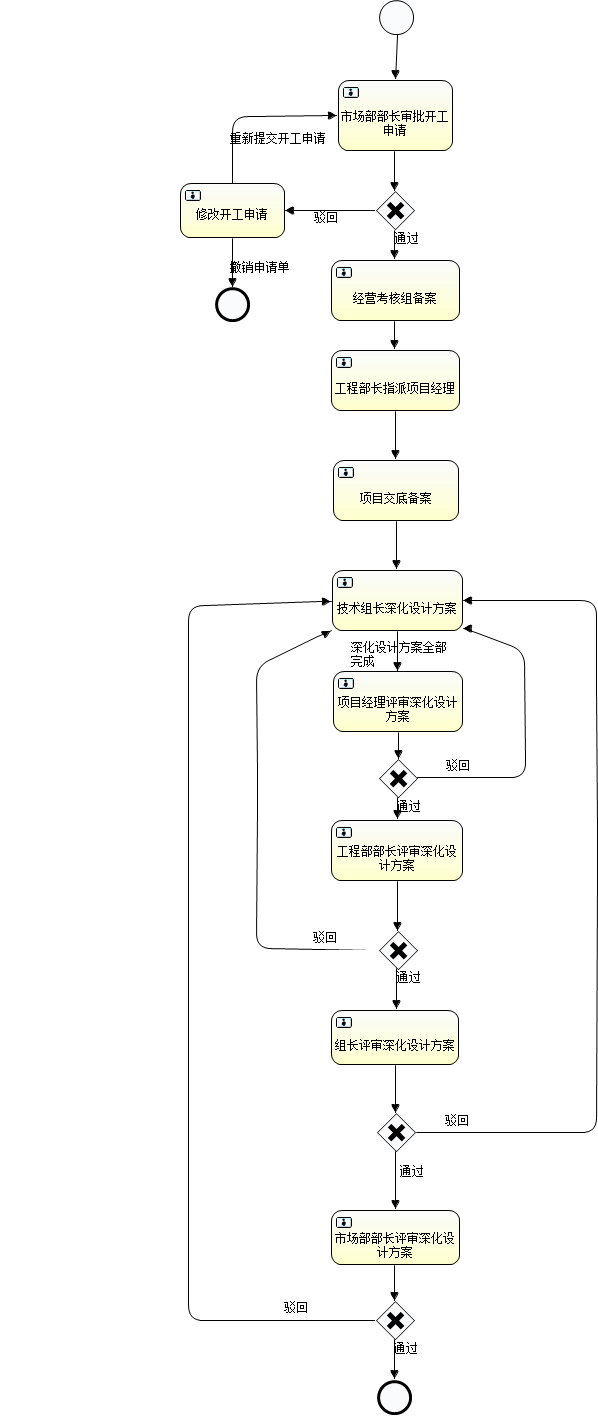 市场部部长审批开工
申请
重新提交开工申请
修改开工申请
驳回
通过
撤销申请单
经营考核组备案
工程部长指派项目经理
项目交底备案
技术组长深化设计方案
深化设计方案全部
完成
项目经理评审深化设计
方案
驳回
通过
工程部部长评审深化设
计方案
驳回
通过
组长评审深化设计方案
驳回
通过
市场部部长评审深化设
计方案
驳回
通过